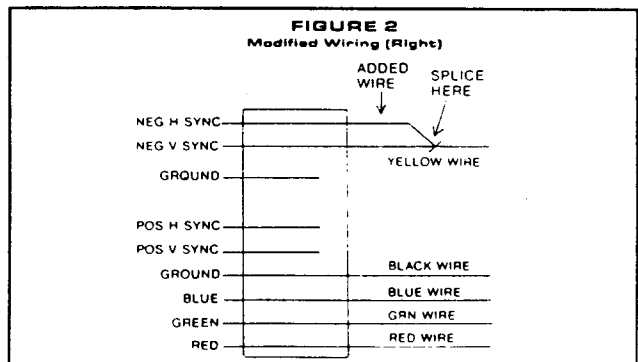 FIGURE 2
Modified Wiring (Right)
ADDED
WIRE
SPLICE
HERE
NEG H SYNC
NEG V SYNC
YELLOW WIRE
GROUND
POS H SYNC
POS V SYNC
GROUND
BLACK WIRE
BLUE
BLUE WIRE
GREEN
GRN WIRE
RED
RED WIRE